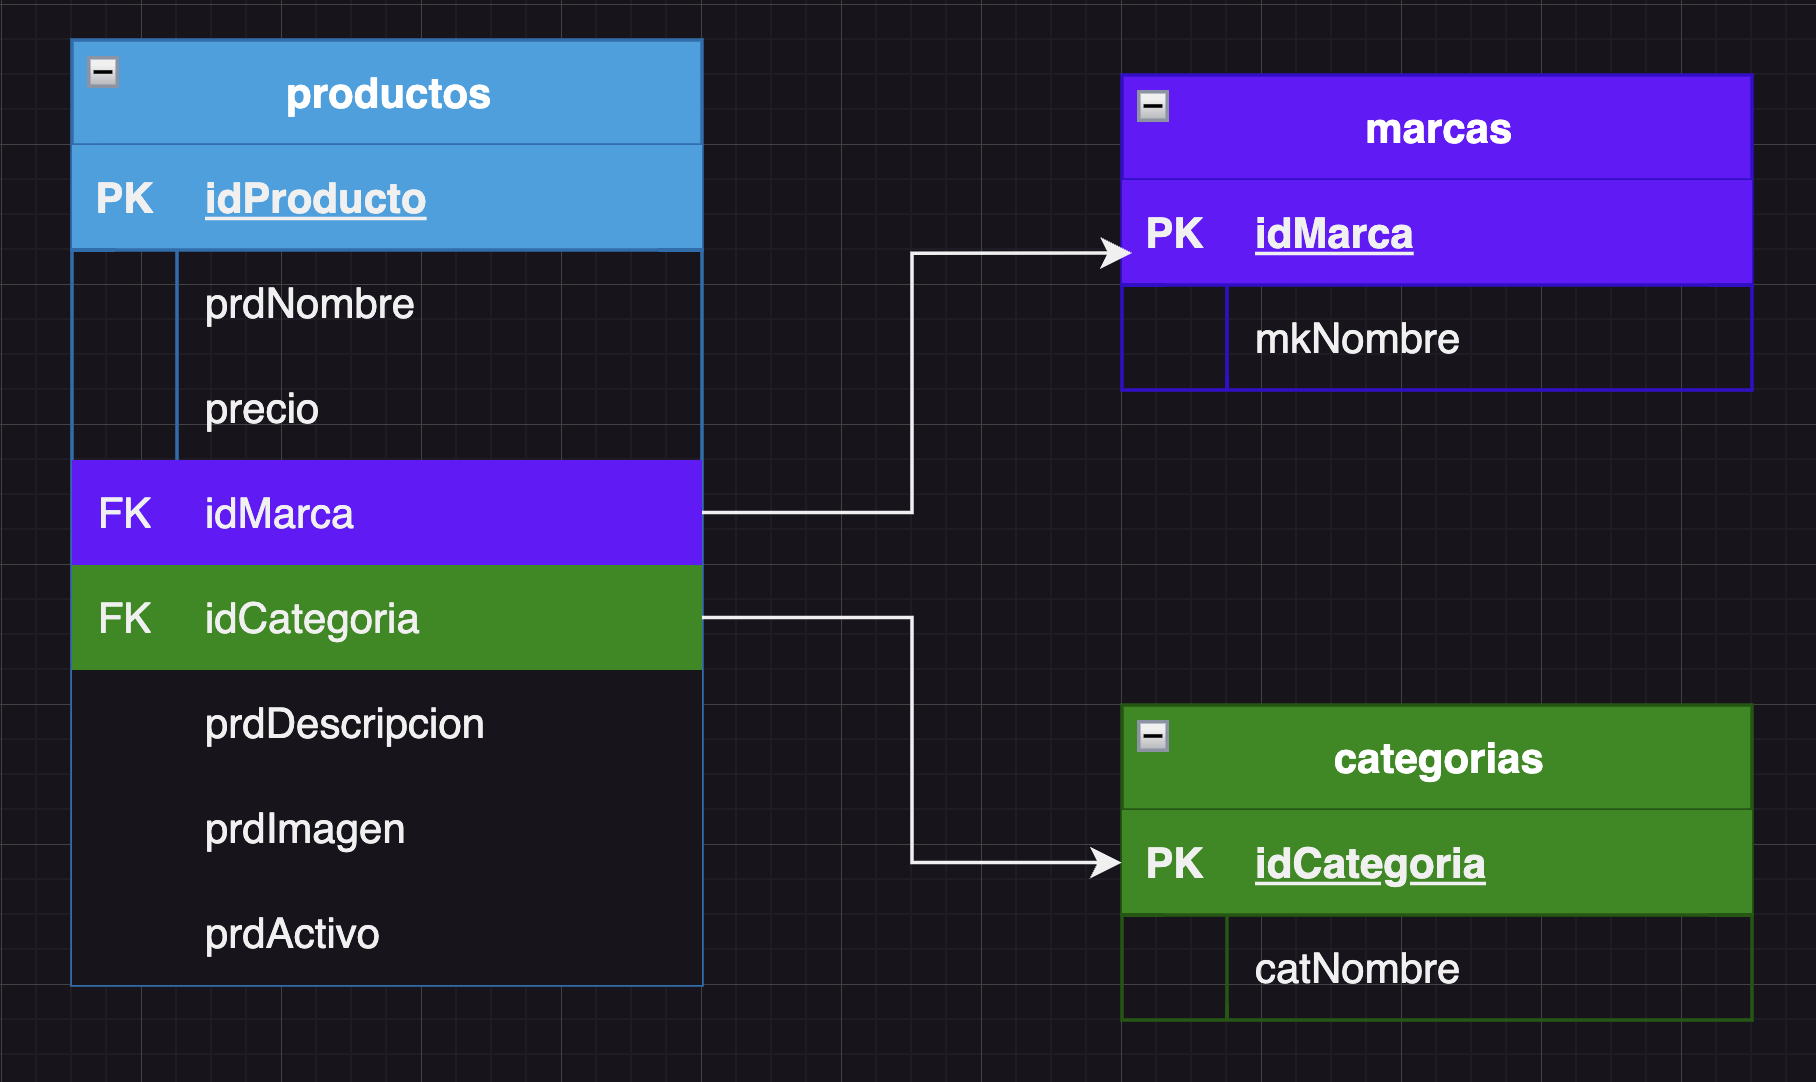 productos
PK idProducto
prdNombre
precio
FK idMarca
FK idCategoria
prdDescripcion
prdImagen
prdActivo
marcas
PK idMarca
mkNombre
categorias
PK idCategoria
catNombre